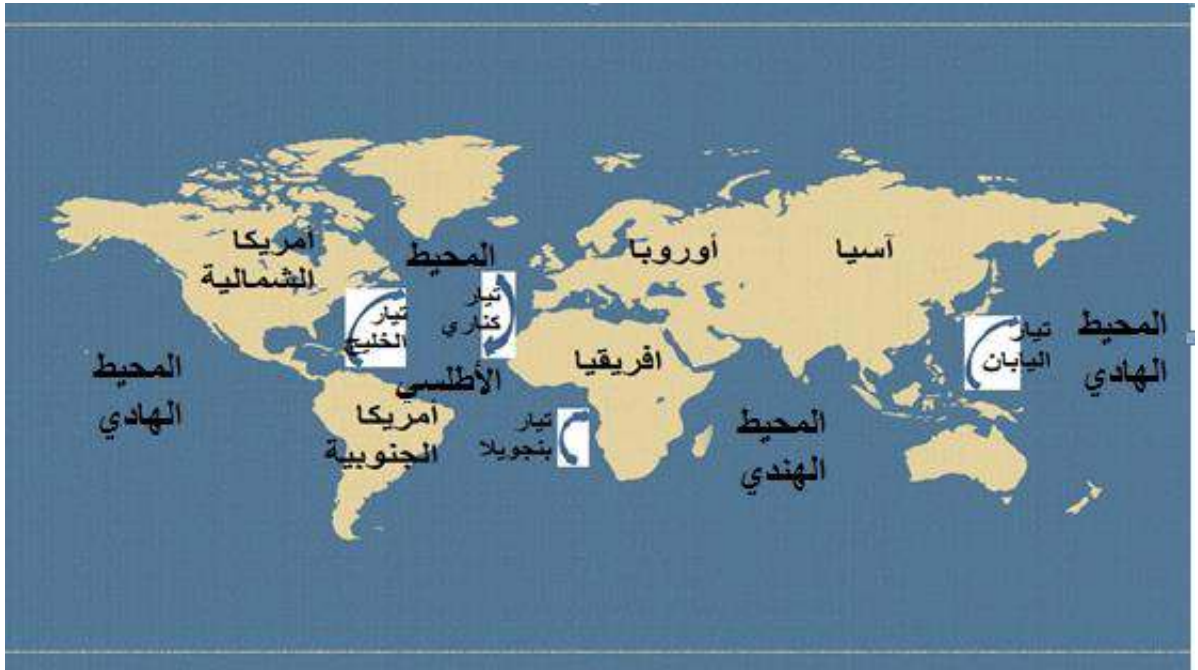 أمريكا
الشمالية
المحيط
الأطلسي
أوروبا
آسيا
تيار
الخليج
تيار
كناري
افريقيا
تيار
اليابان
المحيط
الهادي
المحيط
الهادي
أمريكا
الجنوبية
تيار
بنجويلا
المحيط
الهندي